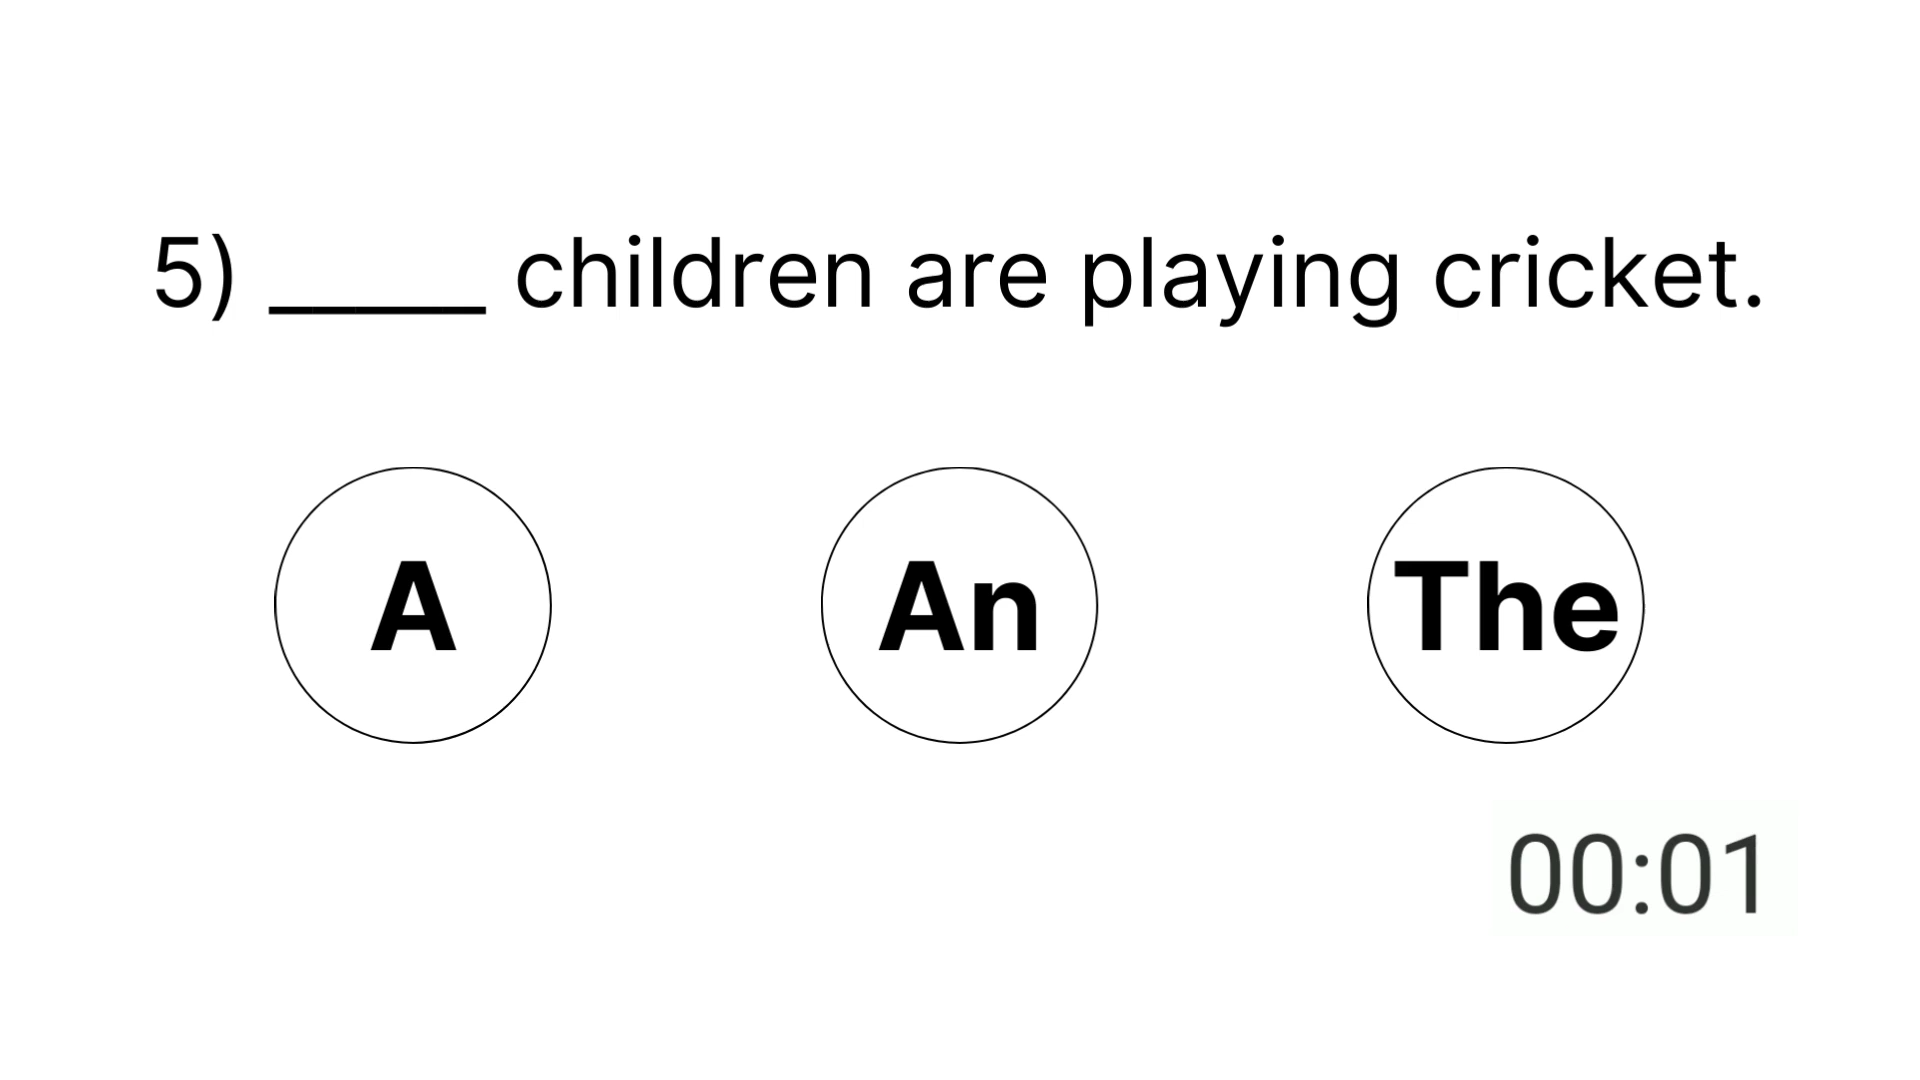 5) _____ children are playing cricket.
A
An
The
00:01